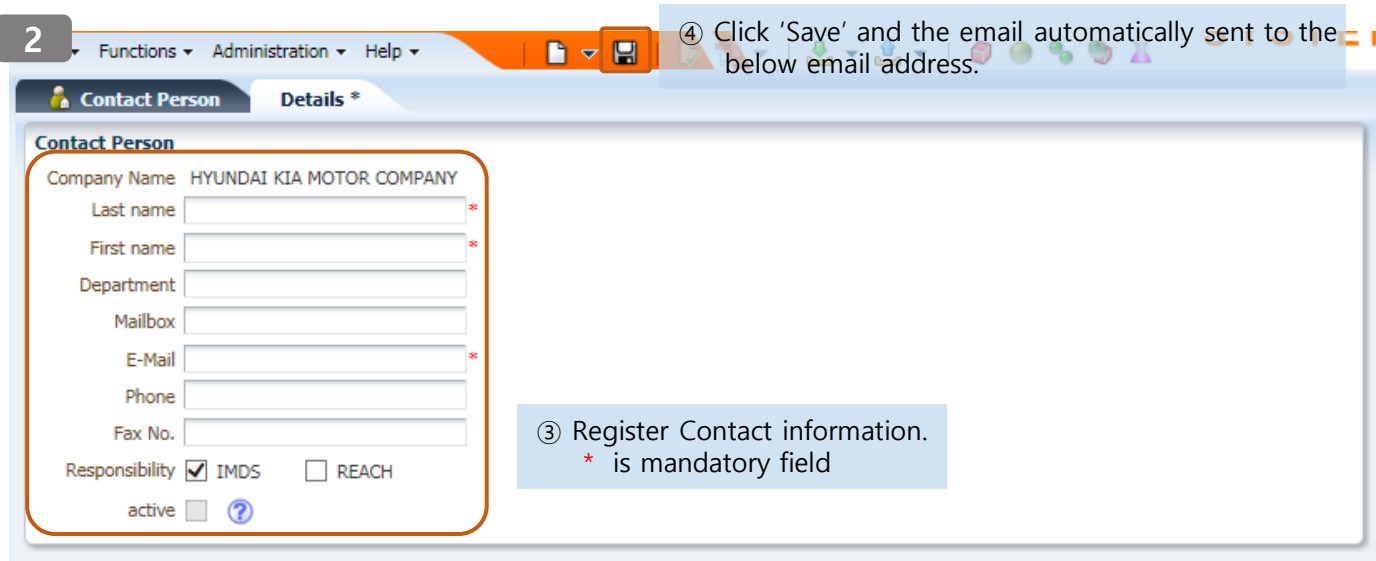 2
Functions Administration Help
④ Click 'Save' and the email automatically sent to the
below email address.
Contact Person Details *
Contact Person
Company Name HYUNDAI KIA MOTOR COMPANY
Last name *
First name *
Department
Mailbox
E-Mail *
Phone
Fax No.
③ Register Contact information.
* is mandatory field
Responsibility IMDS REACH
active ?